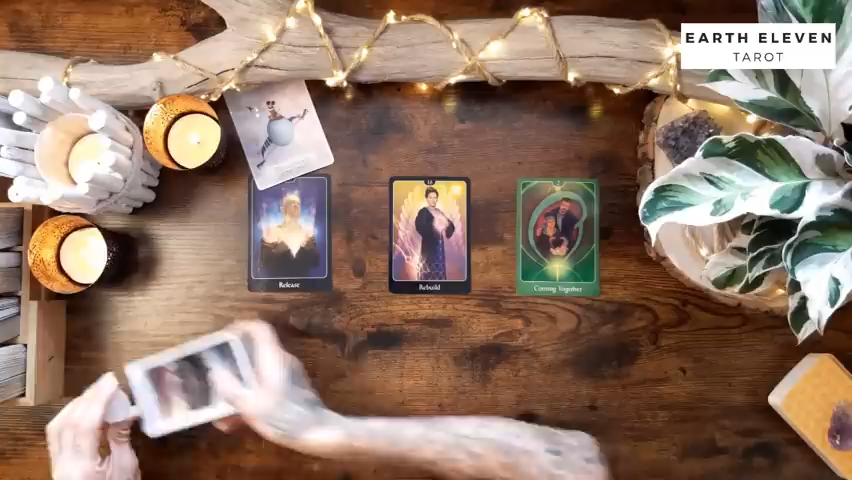 EARTH ELEVEN
TAROT
Release
Rebuild
Coming Together